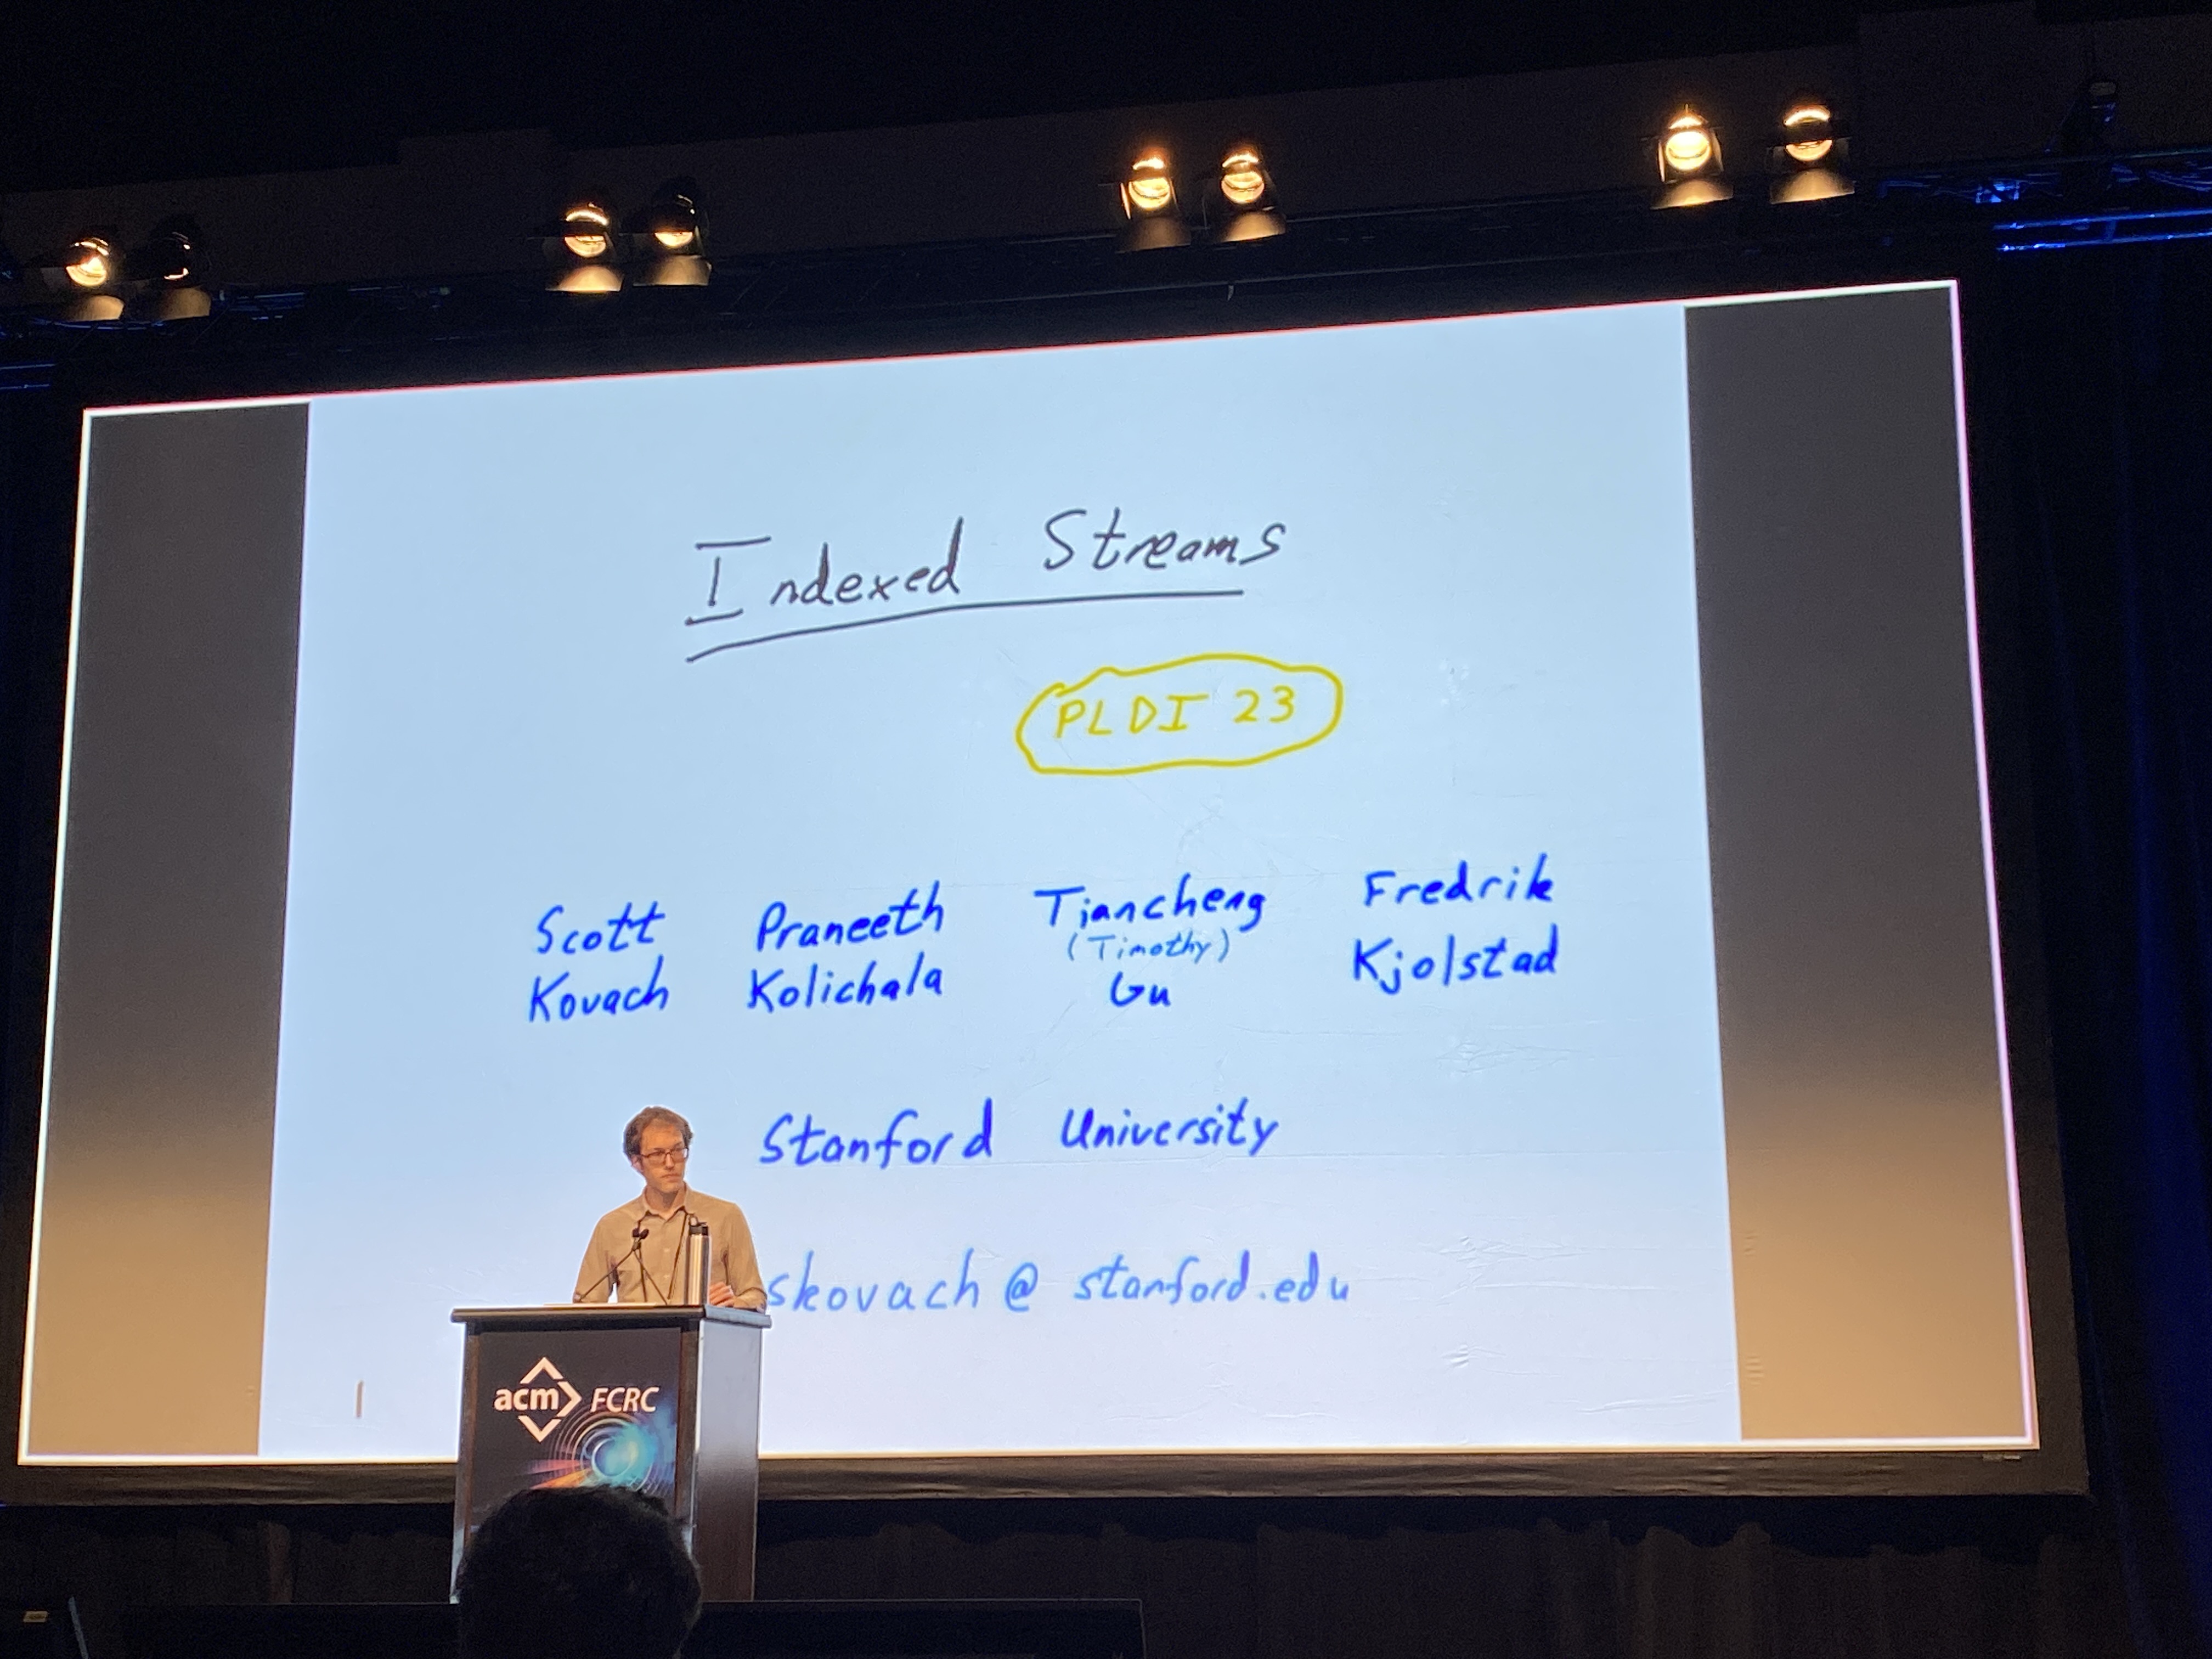 Indexed Streams
PLDI 23
Scott Praneeth Tiancheng Fredrik
(Timothy)
Kovach Kolichala Gu Kjolstad
Stanford University
skovach@stanford.edu
acm FCRC